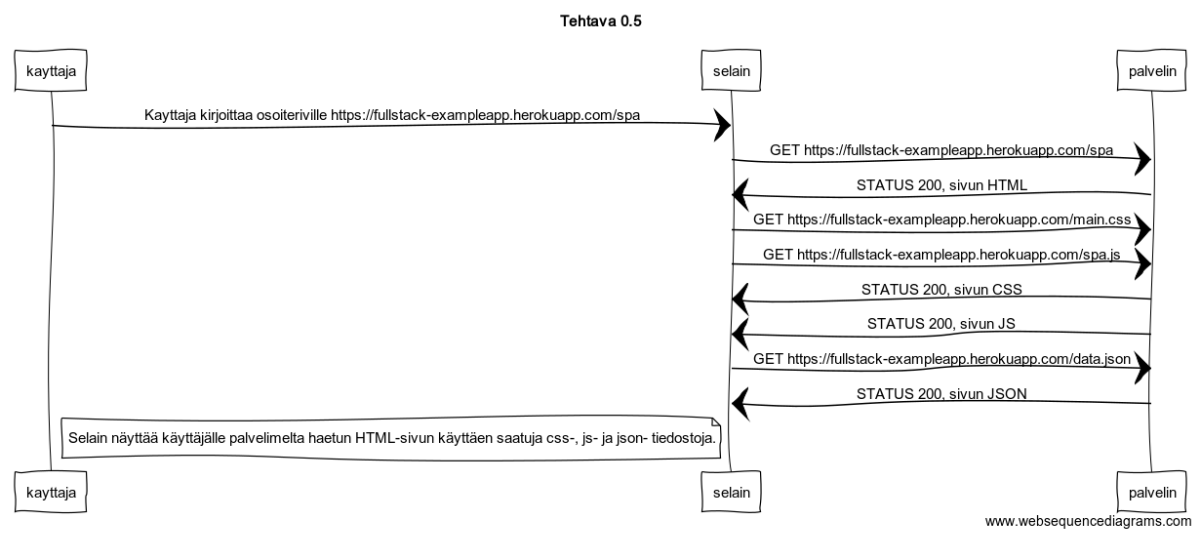 Tehtava 0.5
kayttaja
selain
palvelin
Kayttaja kirjoittaa osoiteriville https://fullstack-exampleapp.herokuapp.com/spa
GET https://fullstack-exampleapp.herokuapp.com/spa
STATUS 200, sivun HTML
GET https://fullstack-exampleapp.herokuapp.com/main.css
GET https://fullstack-exampleapp.herokuapp.com/spa.js
STATUS 200, sivun CSS
STATUS 200, sivun JS
GET https://fullstack-exampleapp.herokuapp.com/data.json
STATUS 200, sivun JSON
Selain näyttää käyttäjälle palvelimelta haetun HTML-sivun käyttäen saatuja css-, js- ja json- tiedostoja.
kayttaja
selain
palvelin
www.websequencediagrams.com